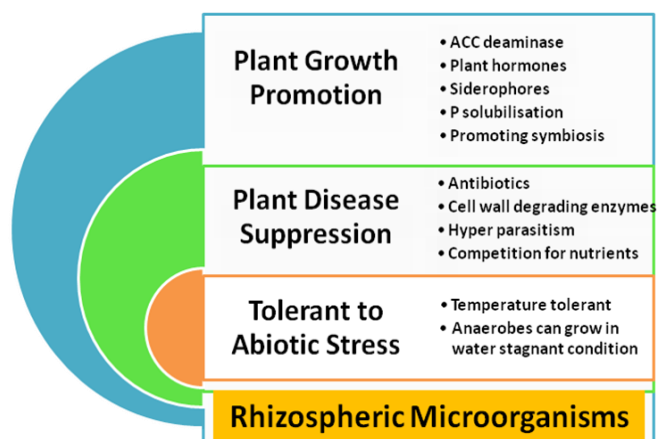 Plant Growth
Promotion
• ACC deaminase
• Plant hormones
• Siderophores
• P solubilisation
• Promoting symbiosis
Plant Disease
Suppression
• Antibiotics
• Cell wall degrading enzymes
• Hyper parasitism
• Competition for nutrients
Tolerant to
Abiotic Stress
• Temperature tolerant
• Anaerobes can grow in
water stagnant condition
Rhizospheric Microorganisms